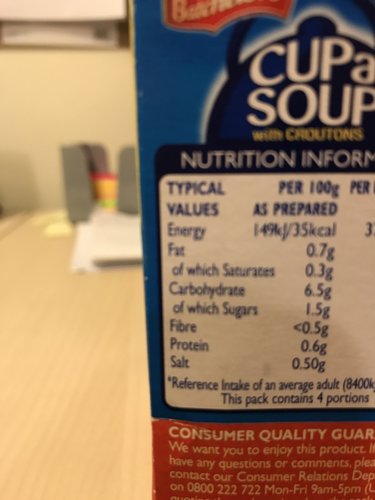 CUP a
SOUP
with CROUTONS
NUTRITION INFORM
TYPICAL PER 100g PER
VALUES AS PREPARED
Energy 149kJ/35kcal 3
Fat 0.7g
of which Saturates 0.3g
Carbohydrate 6.5g
of which Sugars 1.5g
Fibre <0.5g
Protein 0.6g
Salt 0.50g
*Reference Intake of an average adult (8400k
This pack contains 4 portions
CONSUMER QUALITY GUAR
We want you to enjoy this product. If
have any questions or comments, plea
contact our Consumer Relations Dep
on 0800 222 722 Mon-Fri 9am-5pm (U